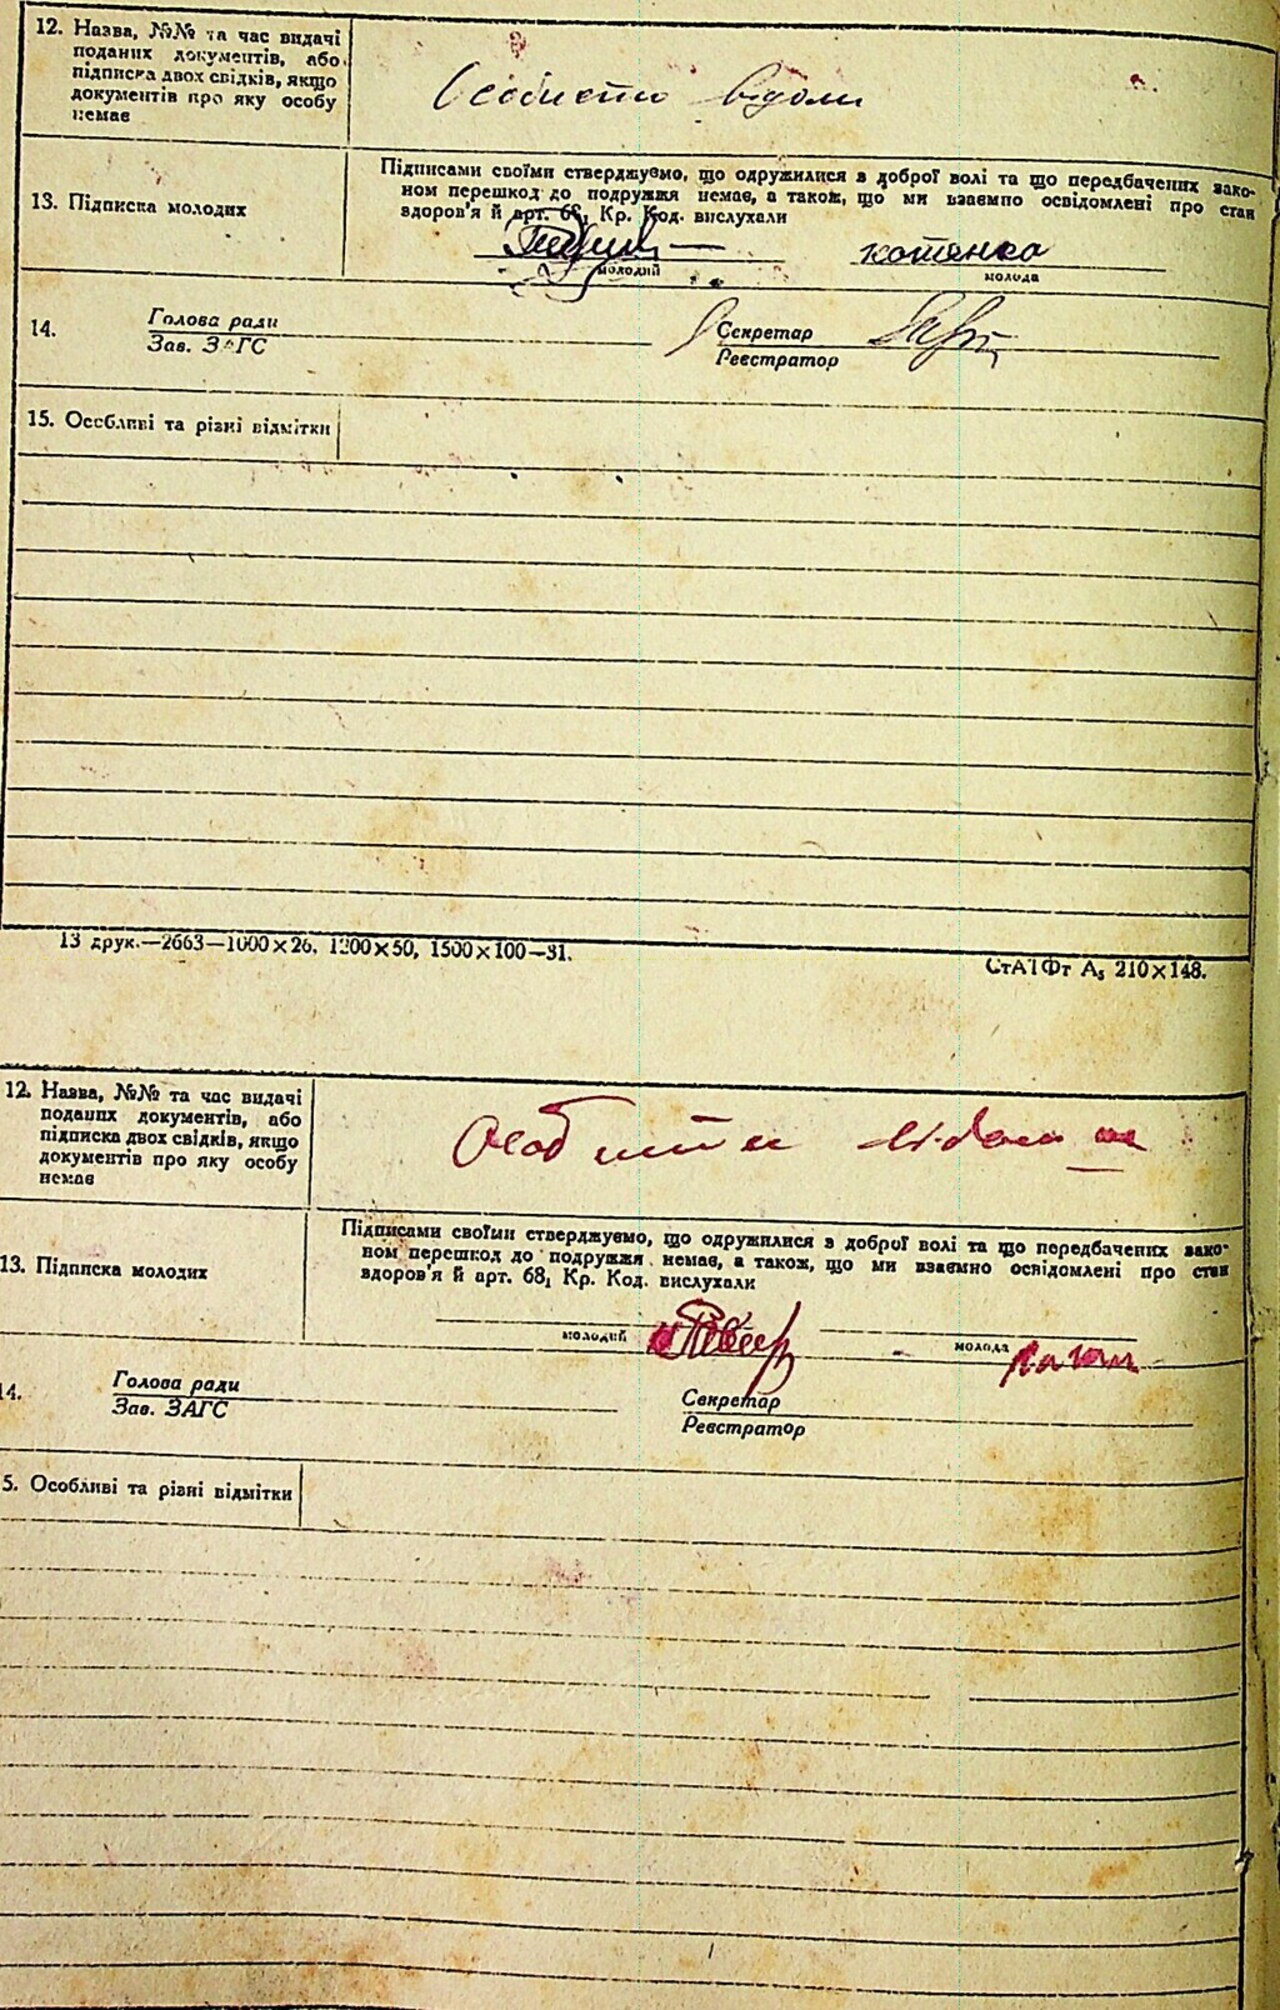 12. Назва, №№ та час видачі
поданих документів, або
підписка двох свідків, якщо
документів про яку особу
немає
Особисто відомі
13. Підписка молодих
Підписами своїми стверджуємо, що одружилися з доброї волі та що передбачених зако-
ном перешкод до подружжя немає, а також, що ми взаємно освідомлені про стан
здоров'я й арт. 68, Кр. Код. вислухали
котенко
молодий
молода
14.
Голова ради
Зав. ЗАГС
Секретар
Реєстратор
15. Особливі та різні відмітки
13 друк.—2663—1000×26, 1200×50, 1500×100—31.
СтАТФт А₅ 210×148.
12. Назва, №№ та час видачі
поданих документів, або
підписка двох свідків, якщо
документів про яку особу
немає
Особисто
13. Підписка молодих
Підписами своїми стверджуємо, що одружилися з доброї волі та що передбачених зако-
ном перешкод до подружжя немає, а також, що ми взаємно освідомлені про стан
здоров'я й арт. 68, Кр. Код. вислухали
молодий
молода
14.
Голова ради
Зав. ЗАГС
Секретар
Реєстратор
5. Особливі та різні відмітки